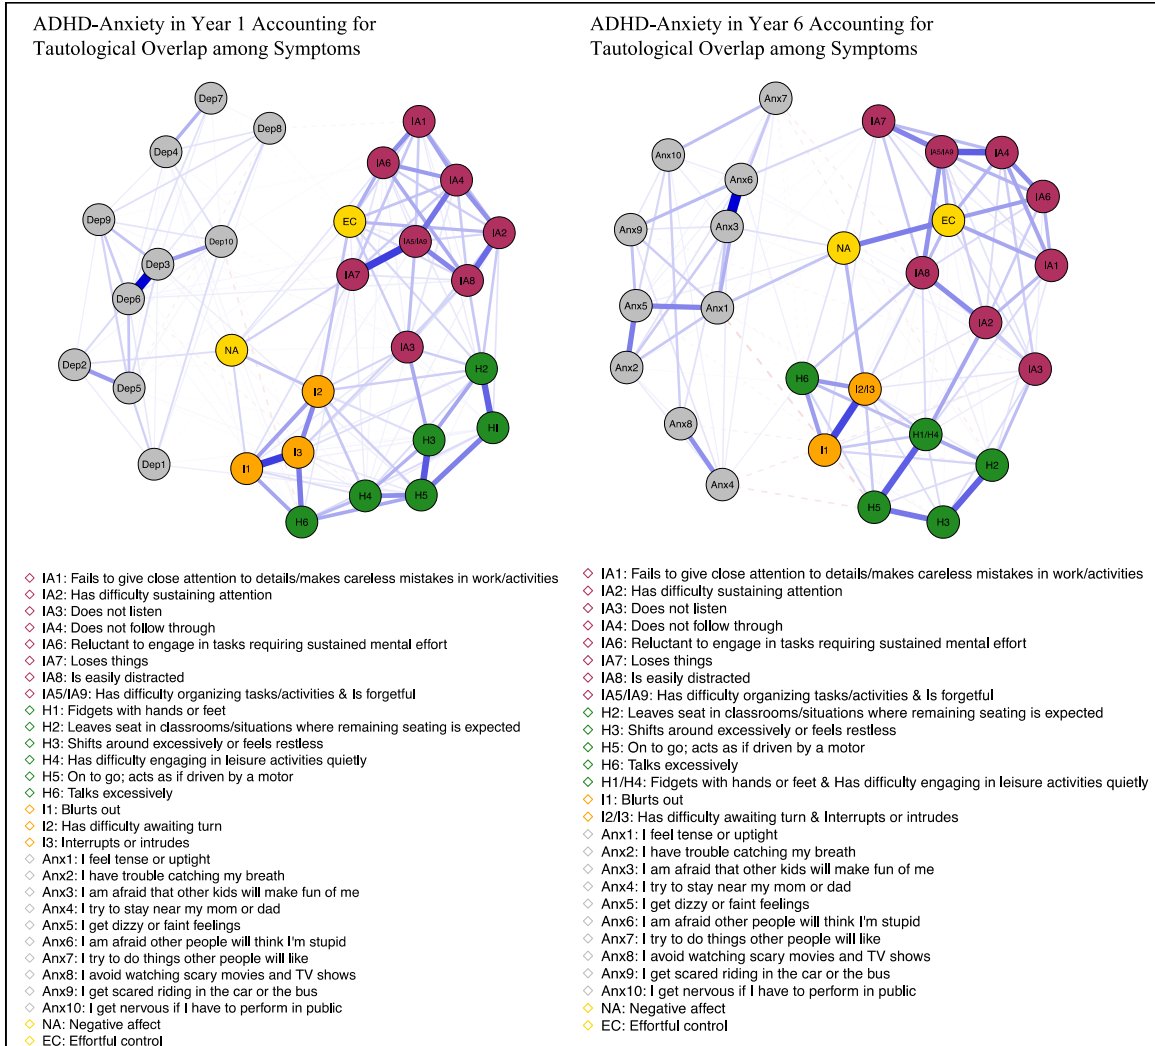 ADHD-Anxiety in Year 1 Accounting for
Tautological Overlap among Symptoms
Dep7
Dep8
IA1
Dep4
IA6
IA4
Dep9
EC
IA2
Dep10
IA5/IA9
Dep3
IA7
IA8
Dep6
NA
IA3
Dep2
H2
Dep5
I2
H1
H3
I3
Dep1
I1
H4
H5
H6
IA1: Fails to give close attention to details/makes careless mistakes in work/activities
IA2: Has difficulty sustaining attention
IA3: Does not listen
IA4: Does not follow through
IA6: Reluctant to engage in tasks requiring sustained mental effort
IA7: Loses things
IA8: Is easily distracted
IA5/IA9: Has difficulty organizing tasks/activities & Is forgetful
H1: Fidgets with hands or feet
H2: Leaves seat in classrooms/situations where remaining seating is expected
H3: Shifts around excessively or feels restless
H4: Has difficulty engaging in leisure activities quietly
H5: On to go; acts as if driven by a motor
H6: Talks excessively
I1: Blurts out
I2: Has difficulty awaiting turn
I3: Interrupts or intrudes
Anx1: I feel tense or uptight
Anx2: I have trouble catching my breath
Anx3: I am afraid that other kids will make fun of me
Anx4: I try to stay near my mom or dad
Anx5: I get dizzy or faint feelings
Anx6: I am afraid other people will think I'm stupid
Anx7: I try to do things other people will like
Anx8: I avoid watching scary movies and TV shows
Anx9: I get scared riding in the car or the bus
Anx10: I get nervous if I have to perform in public
NA: Negative affect
EC: Effortful control
ADHD-Anxiety in Year 6 Accounting for
Tautological Overlap among Symptoms
Anx7
IA7
Anx10
IA5/IA9
IA4
Anx6
IA6
Anx9
Anx3
EC
NA
IA1
IA8
Anx5
Anx1
IA2
Anx2
IA3
H6
I2/I3
Anx8
H1/H4
I1
H2
Anx4
H5
H3
IA1: Fails to give close attention to details/makes careless mistakes in work/activities
IA2: Has difficulty sustaining attention
IA3: Does not listen
IA4: Does not follow through
IA6: Reluctant to engage in tasks requiring sustained mental effort
IA7: Loses things
IA8: Is easily distracted
IA5/IA9: Has difficulty organizing tasks/activities & Is forgetful
H2: Leaves seat in classrooms/situations where remaining seating is expected
H3: Shifts around excessively or feels restless
H5: On to go; acts as if driven by a motor
H6: Talks excessively
H1/H4: Fidgets with hands or feet & Has difficulty engaging in leisure activities quietly
I1: Blurts out
I2/I3: Has difficulty awaiting turn & Interrupts or intrudes
Anx1: I feel tense or uptight
Anx2: I have trouble catching my breath
Anx3: I am afraid that other kids will make fun of me
Anx4: I try to stay near my mom or dad
Anx5: I get dizzy or faint feelings
Anx6: I am afraid other people will think I'm stupid
Anx7: I try to do things other people will like
Anx8: I avoid watching scary movies and TV shows
Anx9: I get scared riding in the car or the bus
Anx10: I get nervous if I have to perform in public
NA: Negative affect
EC: Effortful control